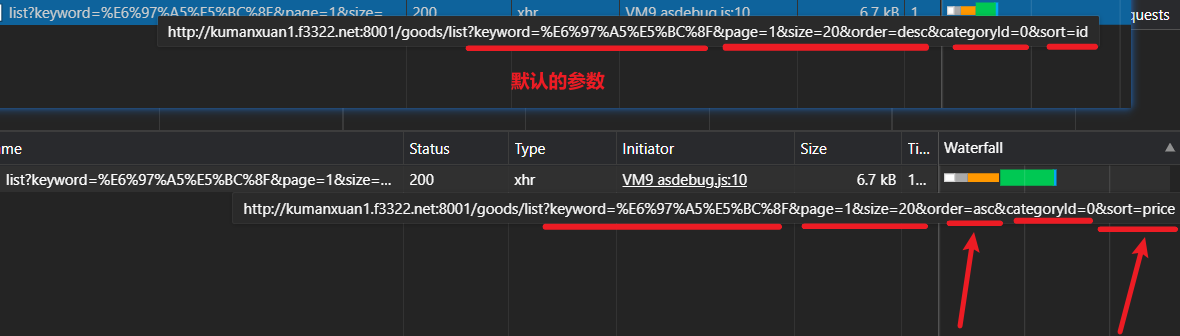 list?keyword=%E6%97%A5%E5%BC%8F&page=1&size=... 200 xhr VM9 asdebug.js:10 6.7 kB 1...
quests
http://kumanxuan1.f3322.net:8001/goods/list?keyword=%E6%97%A5%E5%BC%8F&page=1&size=20&order=desc&categoryId=0&sort=id
默认的参数
me Status Type Initiator Size Ti... Waterfall
list?keyword=%E6%97%A5%E5%BC%8F&page=1&size=... 200 xhr VM9 asdebug.js:10 6.7 kB 1...
http://kumanxuan1.f3322.net:8001/goods/list?keyword=%E6%97%A5%E5%BC%8F&page=1&size=20&order=asc&categoryId=0&sort=price